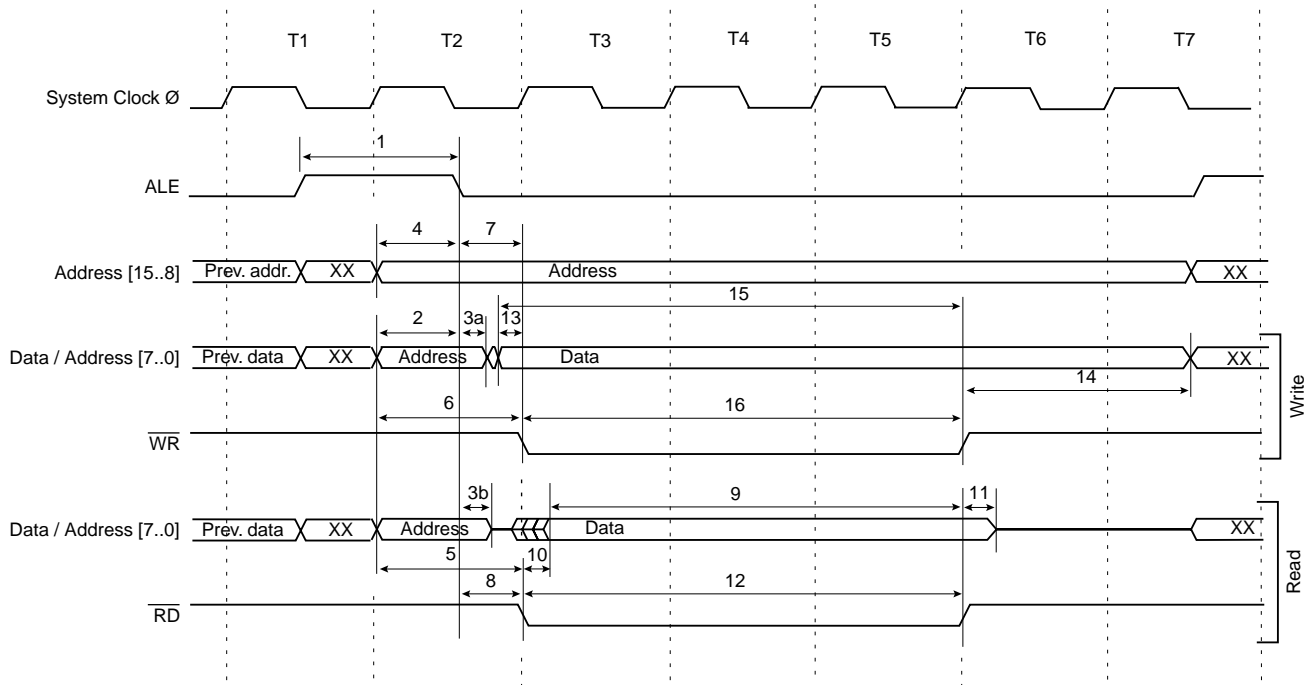 T1 T2 T3 T4 T5 T6 T7
System Clock Ø
1
ALE
4 7
Address [15..8] Prev. addr. XX Address XX
15
2 3a 13
Data / Address [7..0] Prev. data XX Address Data XX
14
6 16
WR
Write
3b 9 11
Data / Address [7..0] Prev. data XX Address Data XX
5 10
8 12
RD
Read